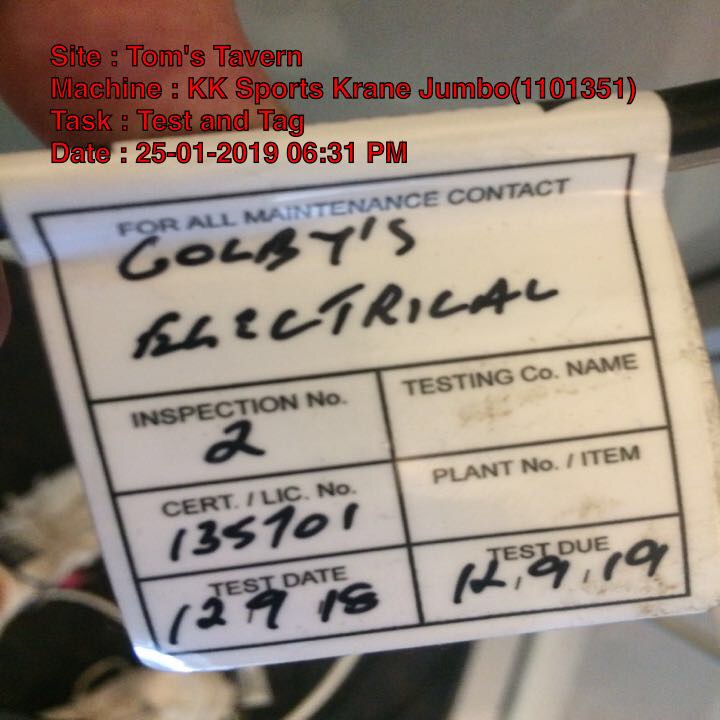 Site : Tom's Tavern
Machine : KK Sports Krane Jumbo(1101351)
Task : Test and Tag
Date : 25-01-2019 06:31 PM
FOR ALL MAINTENANCE CONTACT
COLBY'S
ELECTRICAL
INSPECTION No.
2
TESTING Co. NAME
CERT. / LIC. No.
135701
PLANT No. / ITEM
TEST DATE
12 9 18
TEST DUE
12,9,19